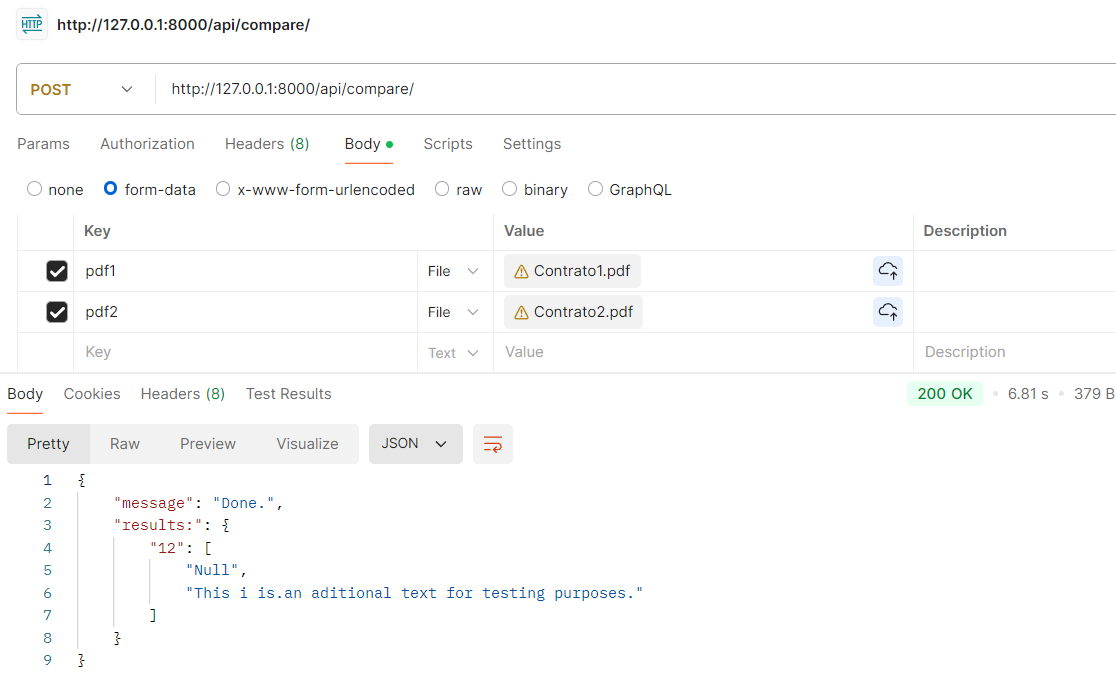 HTTP http://127.0.0.1:8000/api/compare/
POST http://127.0.0.1:8000/api/compare/
Params Authorization Headers (8) Body Scripts Settings
none form-data x-www-form-urlencoded raw binary GraphQL
Key Value Description
pdf1 File Contrato1.pdf
pdf2 File Contrato2.pdf
Key Text Value Description
Body Cookies Headers (8) Test Results 200 OK 6.81 s 379 B
Pretty Raw Preview Visualize JSON
1 {
2 "message": "Done.",
3 "results:": {
4 "12": [
5 "Null",
6 "This i is.an aditional text for testing purposes."
7 ]
8 }
9 }